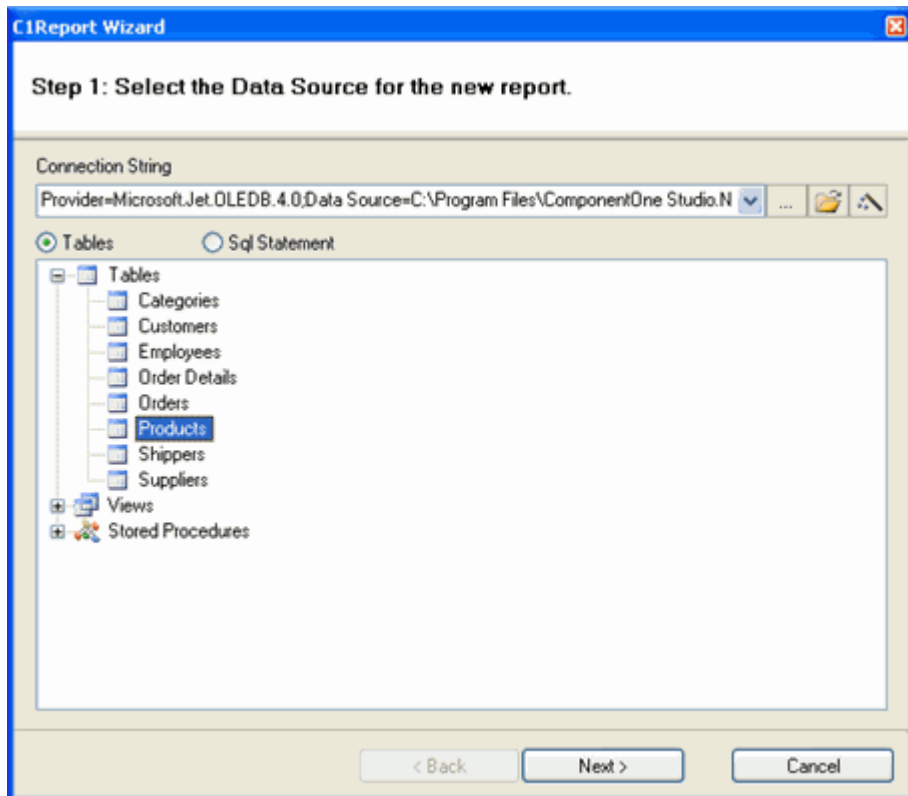 C1Report Wizard
Step 1: Select the Data Source for the new report.
Connection String
Provider=Microsoft.Jet.OLEDB.4.0;Data Source=C:\Program Files\ComponentOne Studio.N ...
Tables Sql Statement
Tables
Categories
Customers
Employees
Order Details
Orders
Products
Shippers
Suppliers
Views
Stored Procedures
< Back Next > Cancel